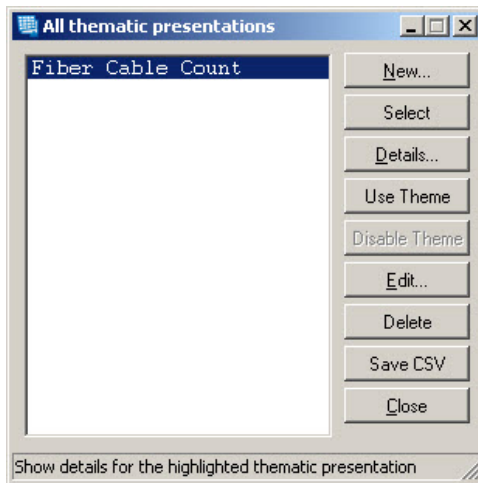 All thematic presentations
Fiber Cable Count
New...
Select
Details...
Use Theme
Disable Theme
Edit...
Delete
Save CSV
Close
Show details for the highlighted thematic presentation